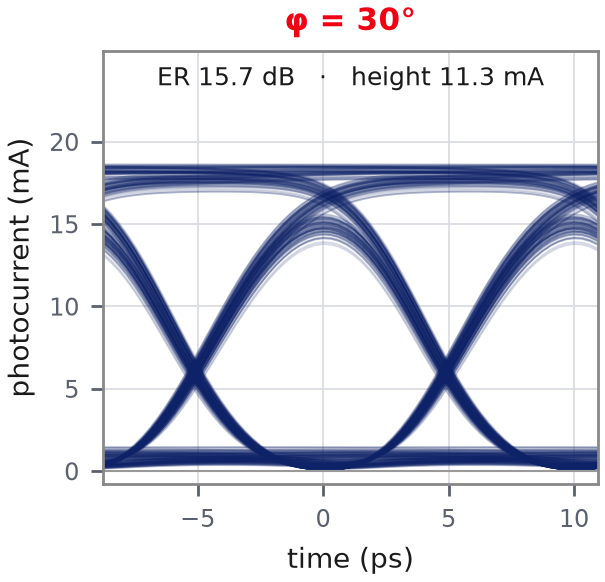 φ = 30°
ER 15.7 dB · height 11.3 mA
photocurrent (mA)
20
15
10
5
0
−5 0 5 10
time (ps)